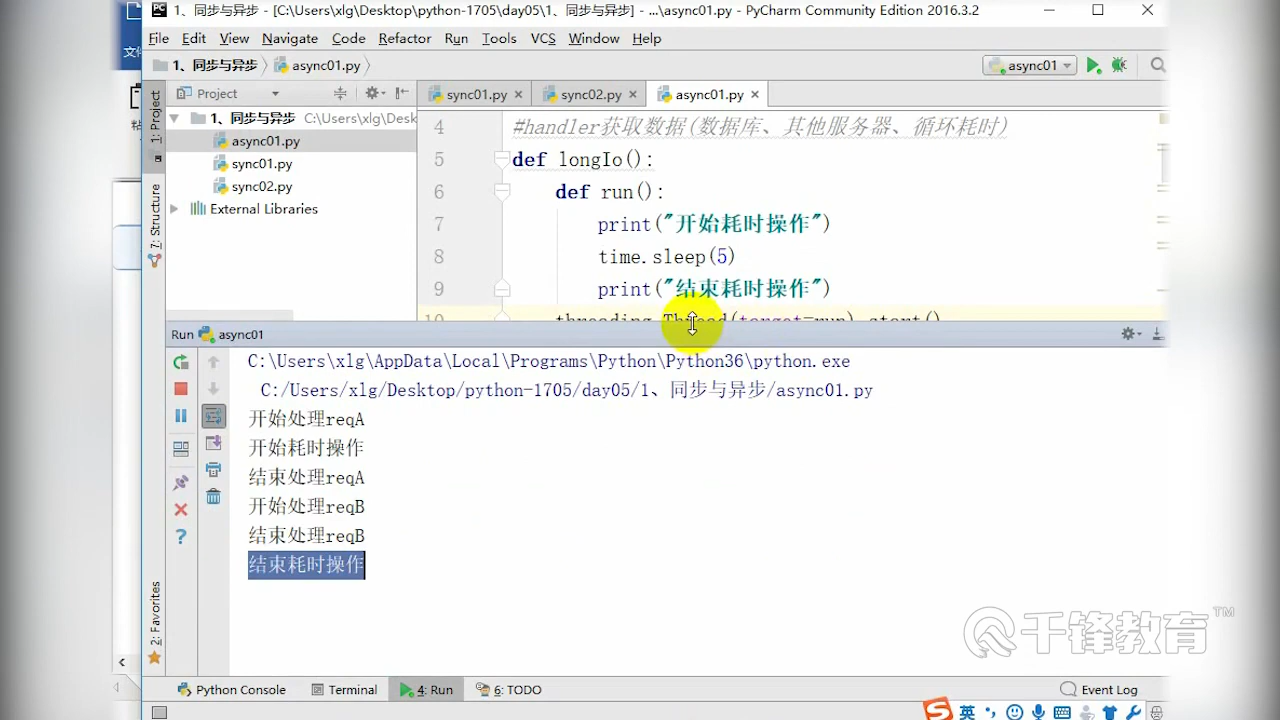 1、同步与异步 - [C:\Users\xlg\Desktop\python-1705\day05\1、同步与异步] - ...\async01.py - PyCharm Community Edition 2016.3.2
File Edit View Navigate Code Refactor Run Tools VCS Window Help
1、同步与异步 async01.py async01
Project sync01.py sync02.py async01.py
1: Project
7: Structure
2: Favorites
1、同步与异步 C:\Users\xlg\Desk
async01.py
sync01.py
sync02.py
External Libraries
4 #handler获取数据(数据库、其他服务器、循环耗时)
5 def longIo():
6 def run():
7 print("开始耗时操作")
8 time.sleep(5)
9 print("结束耗时操作")
10 threading.Thread(target=run).start()
Run async01
C:\Users\xlg\AppData\Local\Programs\Python\Python36\python.exe
C:/Users/xlg/Desktop/python-1705/day05/1、同步与异步/async01.py
开始处理reqA
开始耗时操作
结束处理reqA
开始处理reqB
结束处理reqB
结束耗时操作
千锋教育™
Python Console Terminal 4: Run 6: TODO Event Log
英